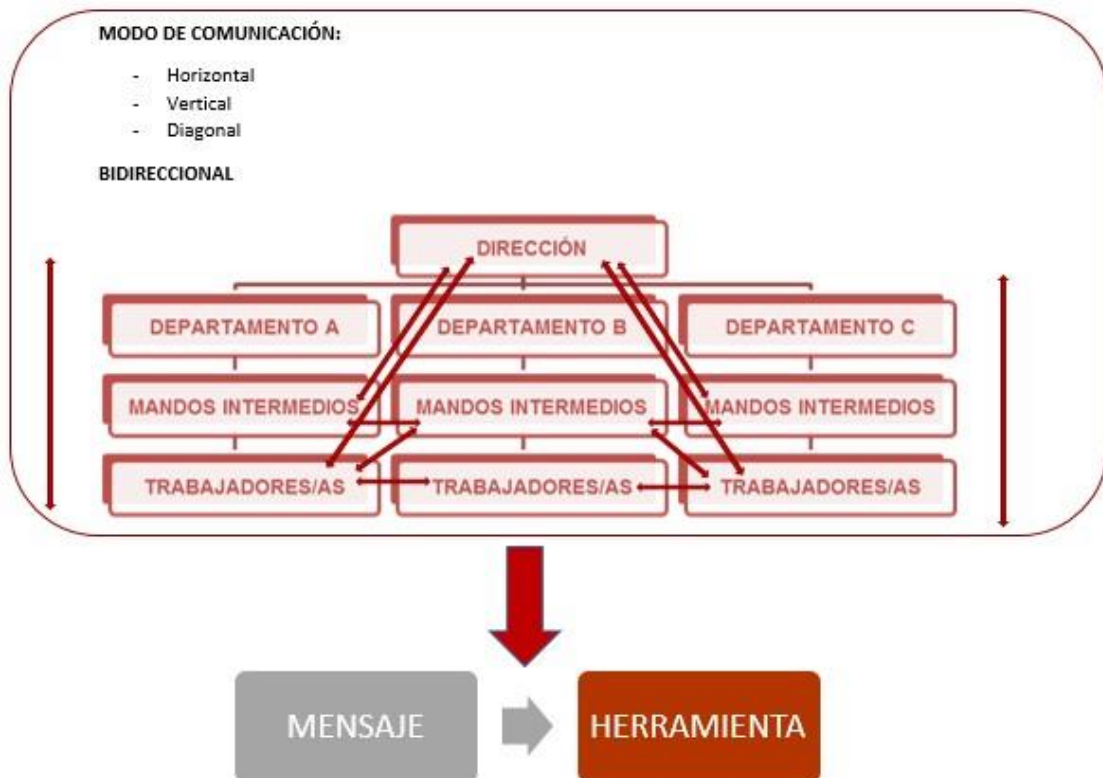 MODO DE COMUNICACIÓN:
- Horizontal
- Vertical
- Diagonal
BIDIRECCIONAL
DIRECCIÓN
DEPARTAMENTO A
DEPARTAMENTO B
DEPARTAMENTO C
MANDOS INTERMEDIOS
MANDOS INTERMEDIOS
MANDOS INTERMEDIOS
TRABAJADORES/AS
TRABAJADORES/AS
TRABAJADORES/AS
MENSAJE
HERRAMIENTA